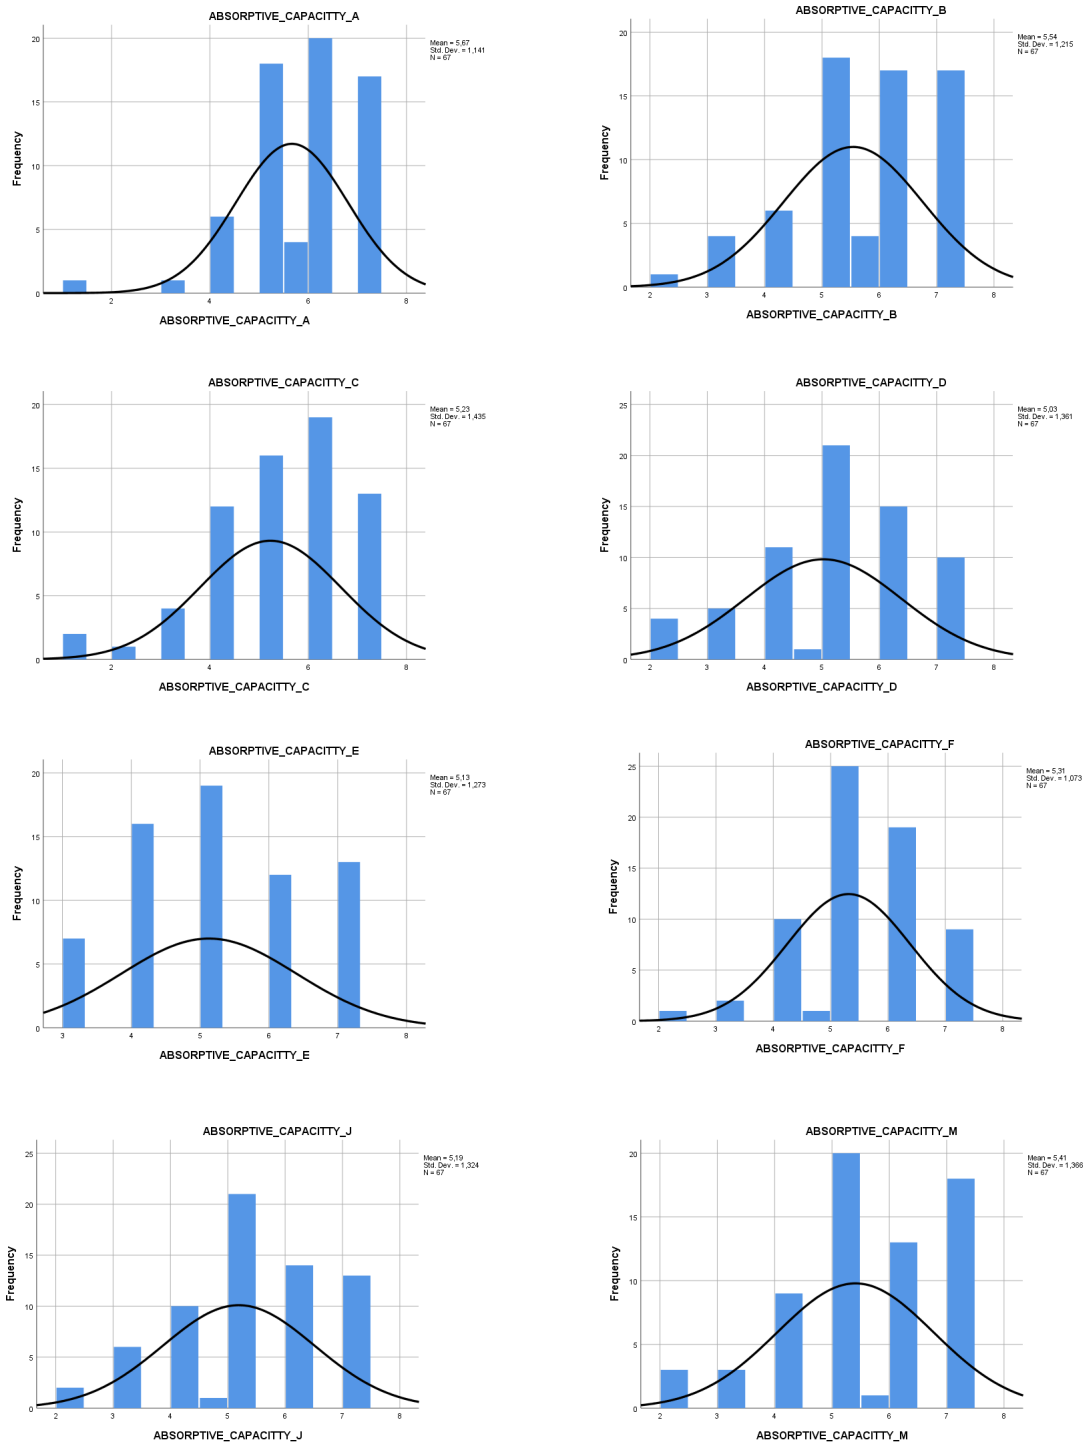 ABSORPTIVE_CAPACITTY_A
Mean = 5,67
Std. Dev. = 1,141
N = 67
20
15
10
5
0
Frequency
2 4 6 8
ABSORPTIVE_CAPACITTY_A
ABSORPTIVE_CAPACITTY_B
Mean = 5,54
Std. Dev. = 1,215
N = 67
20
15
10
5
0
Frequency
2 3 4 5 6 7 8
ABSORPTIVE_CAPACITTY_B
ABSORPTIVE_CAPACITTY_C
Mean = 5,23
Std. Dev. = 1,435
N = 67
20
15
10
5
0
Frequency
2 4 6 8
ABSORPTIVE_CAPACITTY_C
ABSORPTIVE_CAPACITTY_D
Mean = 5,03
Std. Dev. = 1,361
N = 67
25
20
15
10
5
0
Frequency
2 3 4 5 6 7 8
ABSORPTIVE_CAPACITTY_D
ABSORPTIVE_CAPACITTY_E
Mean = 5,13
Std. Dev. = 1,273
N = 67
20
15
10
5
0
Frequency
3 4 5 6 7 8
ABSORPTIVE_CAPACITTY_E
ABSORPTIVE_CAPACITTY_F
Mean = 5,31
Std. Dev. = 1,073
N = 67
25
20
15
10
5
0
Frequency
2 3 4 5 6 7 8
ABSORPTIVE_CAPACITTY_F
ABSORPTIVE_CAPACITTY_J
Mean = 5,19
Std. Dev. = 1,324
N = 67
25
20
15
10
5
0
Frequency
2 3 4 5 6 7 8
ABSORPTIVE_CAPACITTY_J
ABSORPTIVE_CAPACITTY_M
Mean = 5,41
Std. Dev. = 1,366
N = 67
20
15
10
5
0
Frequency
2 3 4 5 6 7 8
ABSORPTIVE_CAPACITTY_M